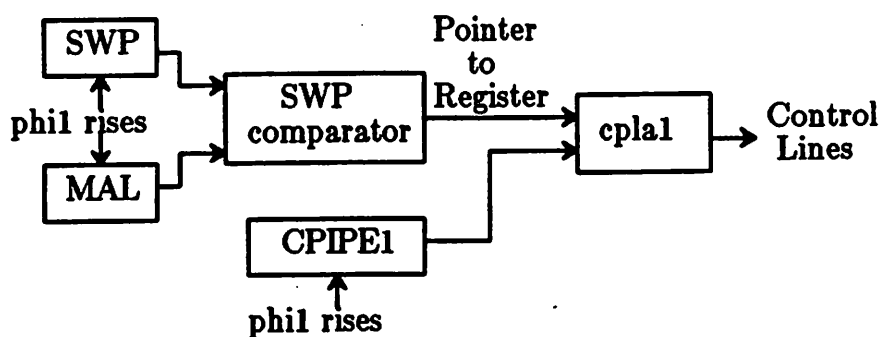 SWP
phi1 rises
MAL
SWP
comparator
Pointer
to
Register
cpla1
Control
Lines
CPIPE1
phi1 rises